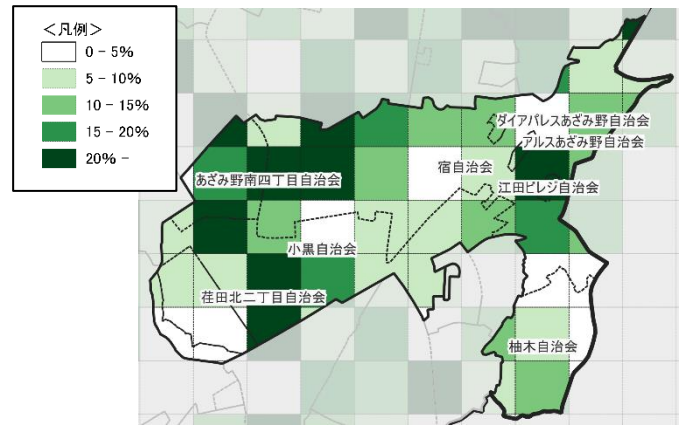 ＜凡例＞
0 – 5%
5 – 10%
10 – 15%
15 – 20%
20% –
ダイアパレスあざみ野自治会
アルスあざみ野自治会
宿自治会
あざみ野南四丁目自治会
江田ビレジ自治会
小黒自治会
荏田北二丁目自治会
柚木自治会